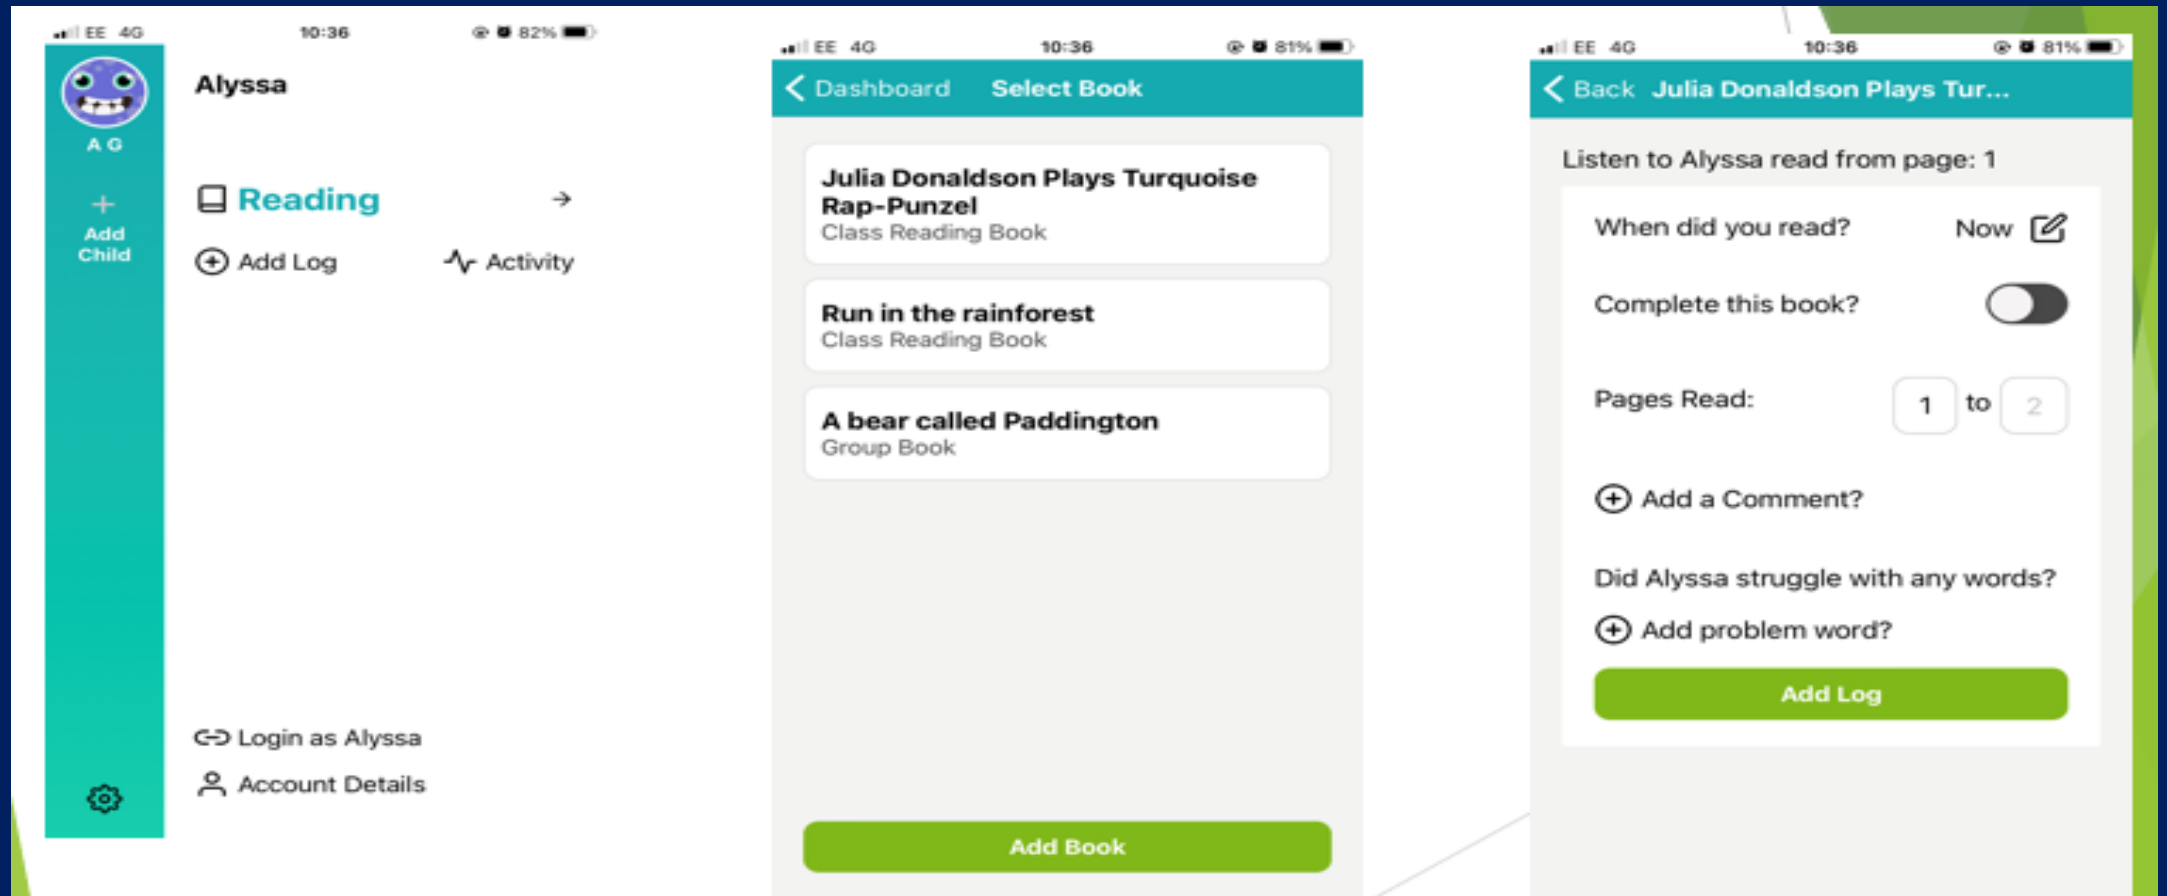 EE 4G 10:36 82%
Alyssa
A G
Reading
Add
Child
Add Log Activity
Login as Alyssa
Account Details
EE 4G 10:36 81%
Dashboard Select Book
Julia Donaldson Plays Turquoise
Rap-Punzel
Class Reading Book
Run in the rainforest
Class Reading Book
A bear called Paddington
Group Book
Add Book
EE 4G 10:36 81%
Back Julia Donaldson Plays Tur...
Listen to Alyssa read from page: 1
When did you read? Now
Complete this book?
Pages Read: 1 to 2
Add a Comment?
Did Alyssa struggle with any words?
Add problem word?
Add Log